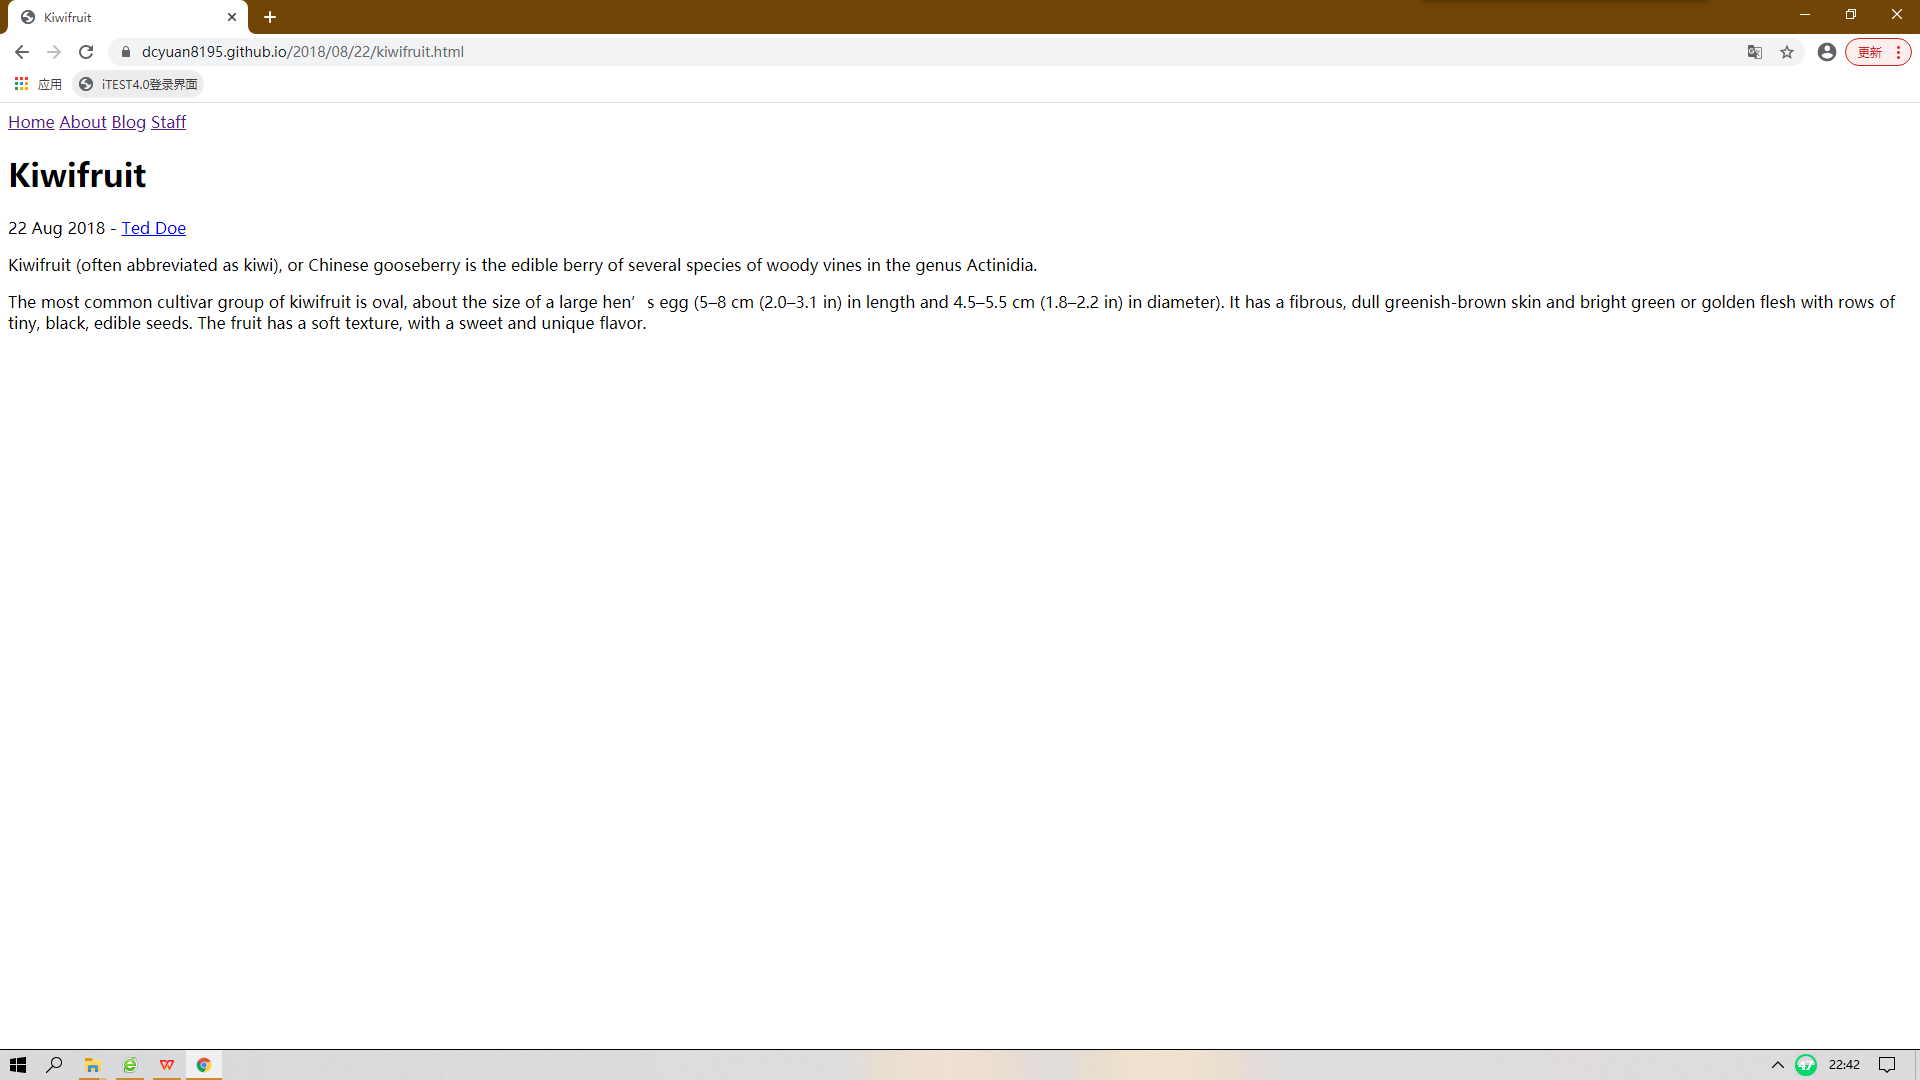 Kiwifruit
dcyuan8195.github.io/2018/08/22/kiwifruit.html
更新
应用 iTEST4.0登录界面
Home About Blog Staff
Kiwifruit
22 Aug 2018 - Ted Doe
Kiwifruit (often abbreviated as kiwi), or Chinese gooseberry is the edible berry of several species of woody vines in the genus Actinidia.
The most common cultivar group of kiwifruit is oval, about the size of a large hen’s egg (5–8 cm (2.0–3.1 in) in length and 4.5–5.5 cm (1.8–2.2 in) in diameter). It has a fibrous, dull greenish-brown skin and bright green or golden flesh with rows of
tiny, black, edible seeds. The fruit has a soft texture, with a sweet and unique flavor.
47 22:42